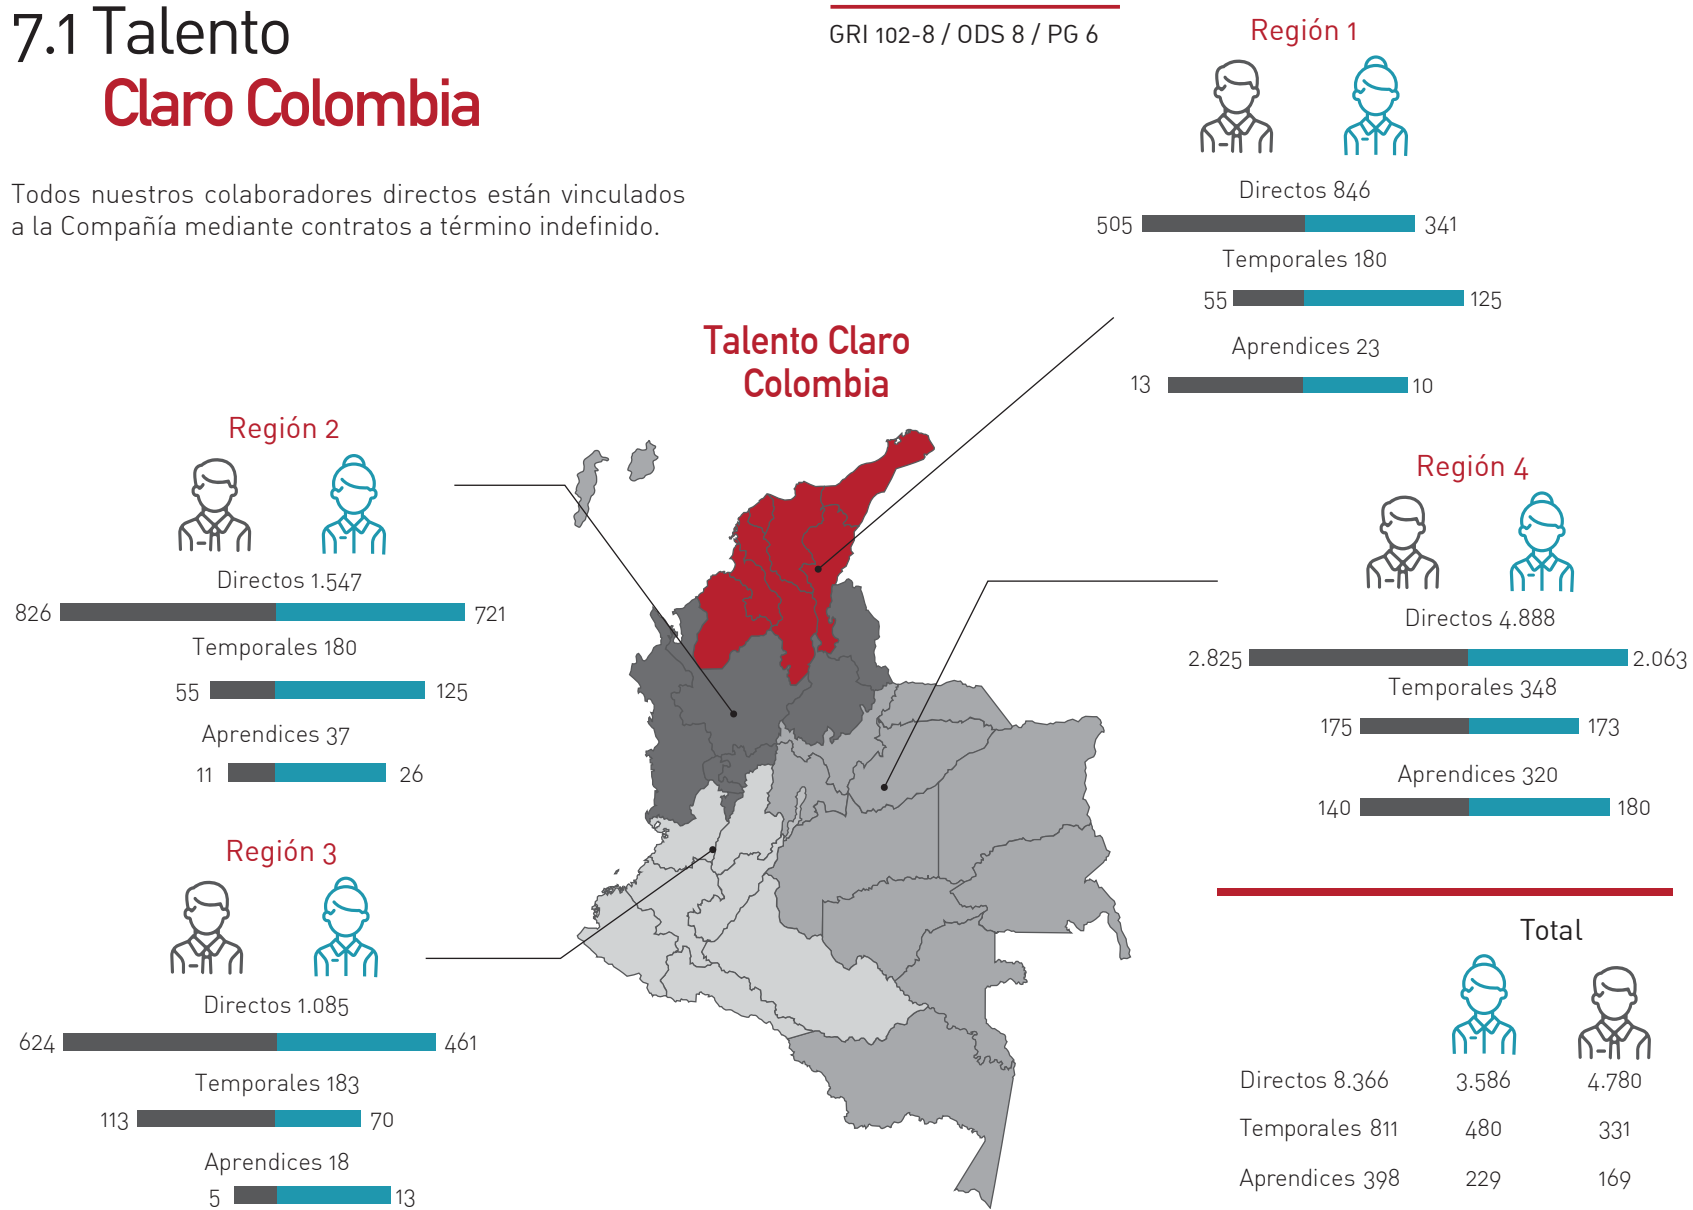 7.1 Talento
Claro Colombia
GRI 102-8 / ODS 8 / PG 6
Todos nuestros colaboradores directos están vinculados
a la Compañía mediante contratos a término indefinido.
Talento Claro
Colombia
Región 1
Directos 846
505 341
Temporales 180
55 125
Aprendices 23
13 10
Región 2
Directos 1.547
826 721
Temporales 180
55 125
Aprendices 37
11 26
Región 3
Directos 1.085
624 461
Temporales 183
113 70
Aprendices 18
5 13
Región 4
Directos 4.888
2.825 2.063
Temporales 348
175 173
Aprendices 320
140 180
Total
Directos 8.366 3.586 4.780
Temporales 811 480 331
Aprendices 398 229 169